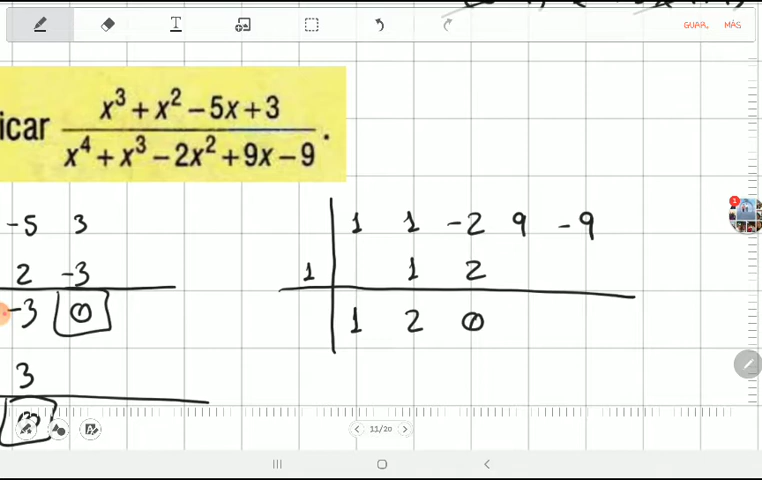 GUAR. MÁS
1
icar x³ + x² − 5x + 3
x⁴ + x³ − 2x² + 9x − 9 .
-5 3
2 -3
-3 0
3
1 1 -2 9 -9
1 1 2
1 2 0
11/20